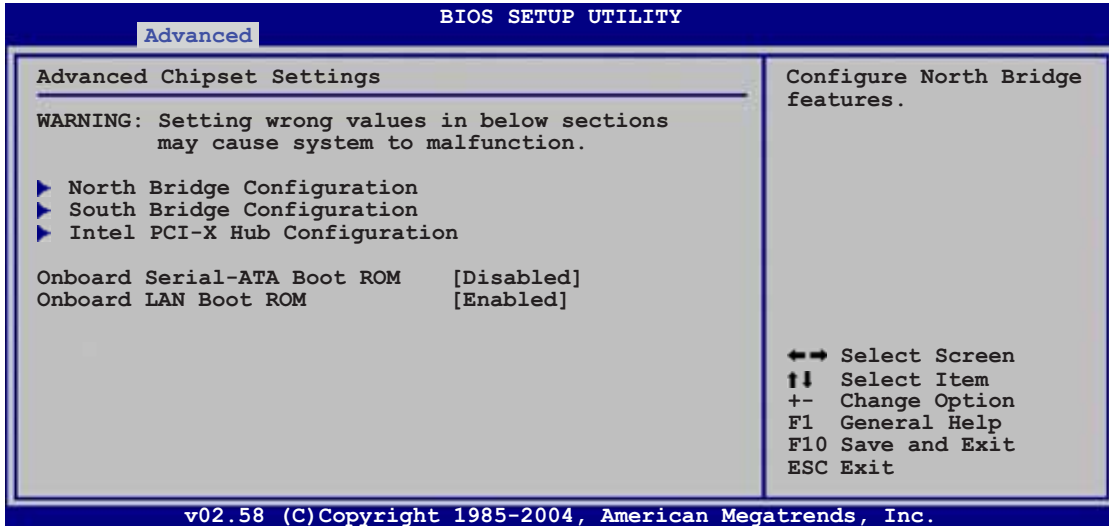 BIOS SETUP UTILITY
Advanced
Advanced Chipset Settings
WARNING: Setting wrong values in below sections
may cause system to malfunction.
North Bridge Configuration
South Bridge Configuration
Intel PCI-X Hub Configuration
Onboard Serial-ATA Boot ROM [Disabled]
Onboard LAN Boot ROM [Enabled]
Configure North Bridge
features.
Select Screen
Select Item
+- Change Option
F1 General Help
F10 Save and Exit
ESC Exit
v02.58 (C)Copyright 1985-2004, American Megatrends, Inc.